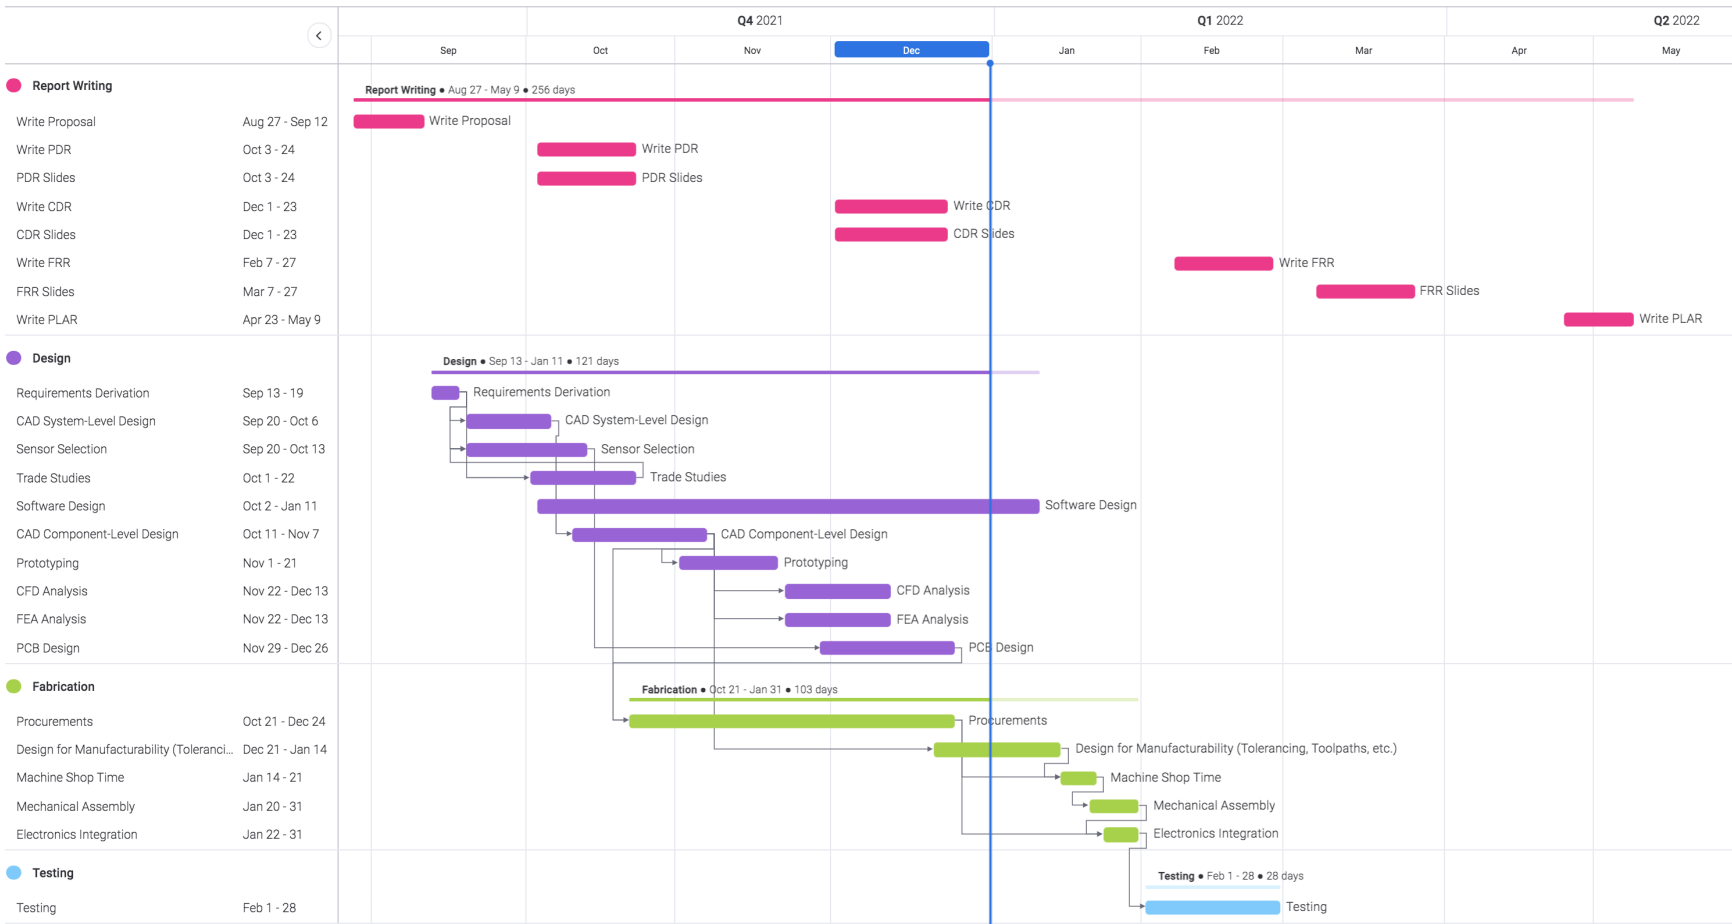 Q4 2021 Q1 2022 Q2 2022
Sep Oct Nov Dec Jan Feb Mar Apr May
Report Writing
Report Writing • Aug 27 - May 9 • 256 days
Write Proposal Aug 27 - Sep 12 Write Proposal
Write PDR Oct 3 - 24 Write PDR
PDR Slides Oct 3 - 24 PDR Slides
Write CDR Dec 1 - 23 Write CDR
CDR Slides Dec 1 - 23 CDR Slides
Write FRR Feb 7 - 27 Write FRR
FRR Slides Mar 7 - 27 FRR Slides
Write PLAR Apr 23 - May 9 Write PLAR
Design
Design • Sep 13 - Jan 11 • 121 days
Requirements Derivation Sep 13 - 19 Requirements Derivation
CAD System-Level Design Sep 20 - Oct 6 CAD System-Level Design
Sensor Selection Sep 20 - Oct 13 Sensor Selection
Trade Studies Oct 1 - 22 Trade Studies
Software Design Oct 2 - Jan 11 Software Design
CAD Component-Level Design Oct 11 - Nov 7 CAD Component-Level Design
Prototyping Nov 1 - 21 Prototyping
CFD Analysis Nov 22 - Dec 13 CFD Analysis
FEA Analysis Nov 22 - Dec 13 FEA Analysis
PCB Design Nov 29 - Dec 26 PCB Design
Fabrication
Fabrication • Oct 21 - Jan 31 • 103 days
Procurements Oct 21 - Dec 24 Procurements
Design for Manufacturability (Toleranci... Dec 21 - Jan 14 Design for Manufacturability (Tolerancing, Toolpaths, etc.)
Machine Shop Time Jan 14 - 21 Machine Shop Time
Mechanical Assembly Jan 20 - 31 Mechanical Assembly
Electronics Integration Jan 22 - 31 Electronics Integration
Testing
Testing • Feb 1 - 28 • 28 days
Testing Feb 1 - 28 Testing